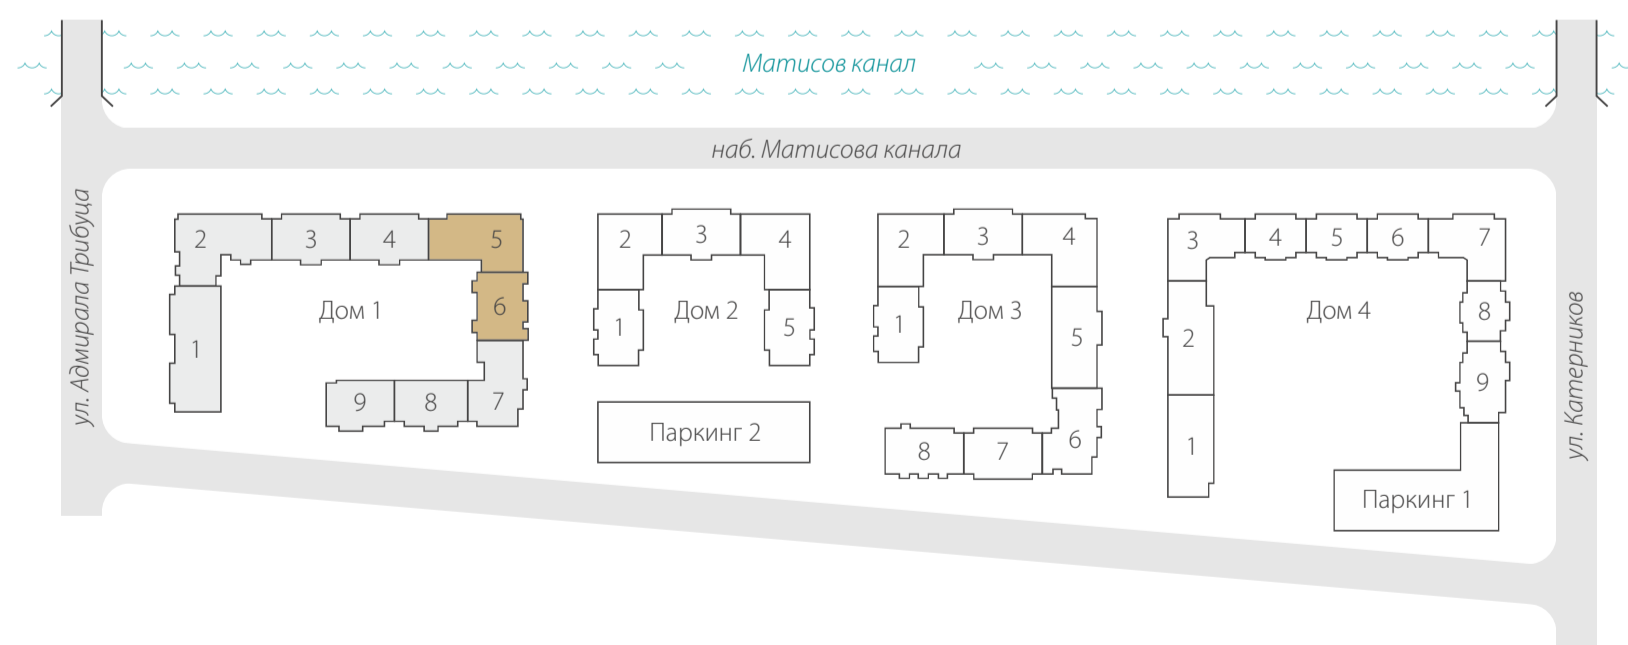 Матисов канал
наб. Матисова канала
ул. Адмирала Трибуца
2 3 4 5
6
Дом 1
1
9 8 7
2 3 4
Дом 2
1 5
Паркинг 2
2 3 4
Дом 3
1 5
8 7 6
3 4 5 6 7
Дом 4
8
2
9
1
Паркинг 1
ул. Катерников